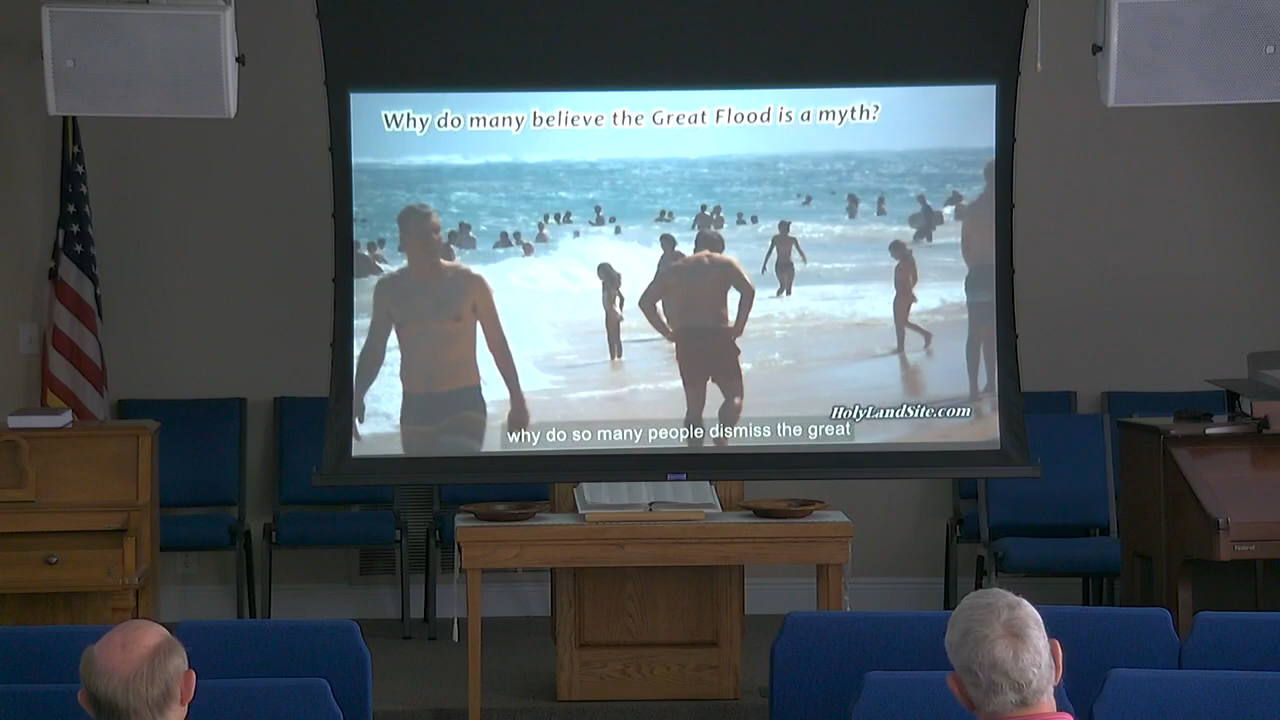 Why do many believe the Great Flood is a myth?
HolyLandSite.com
why do so many people dismiss the great
Roland